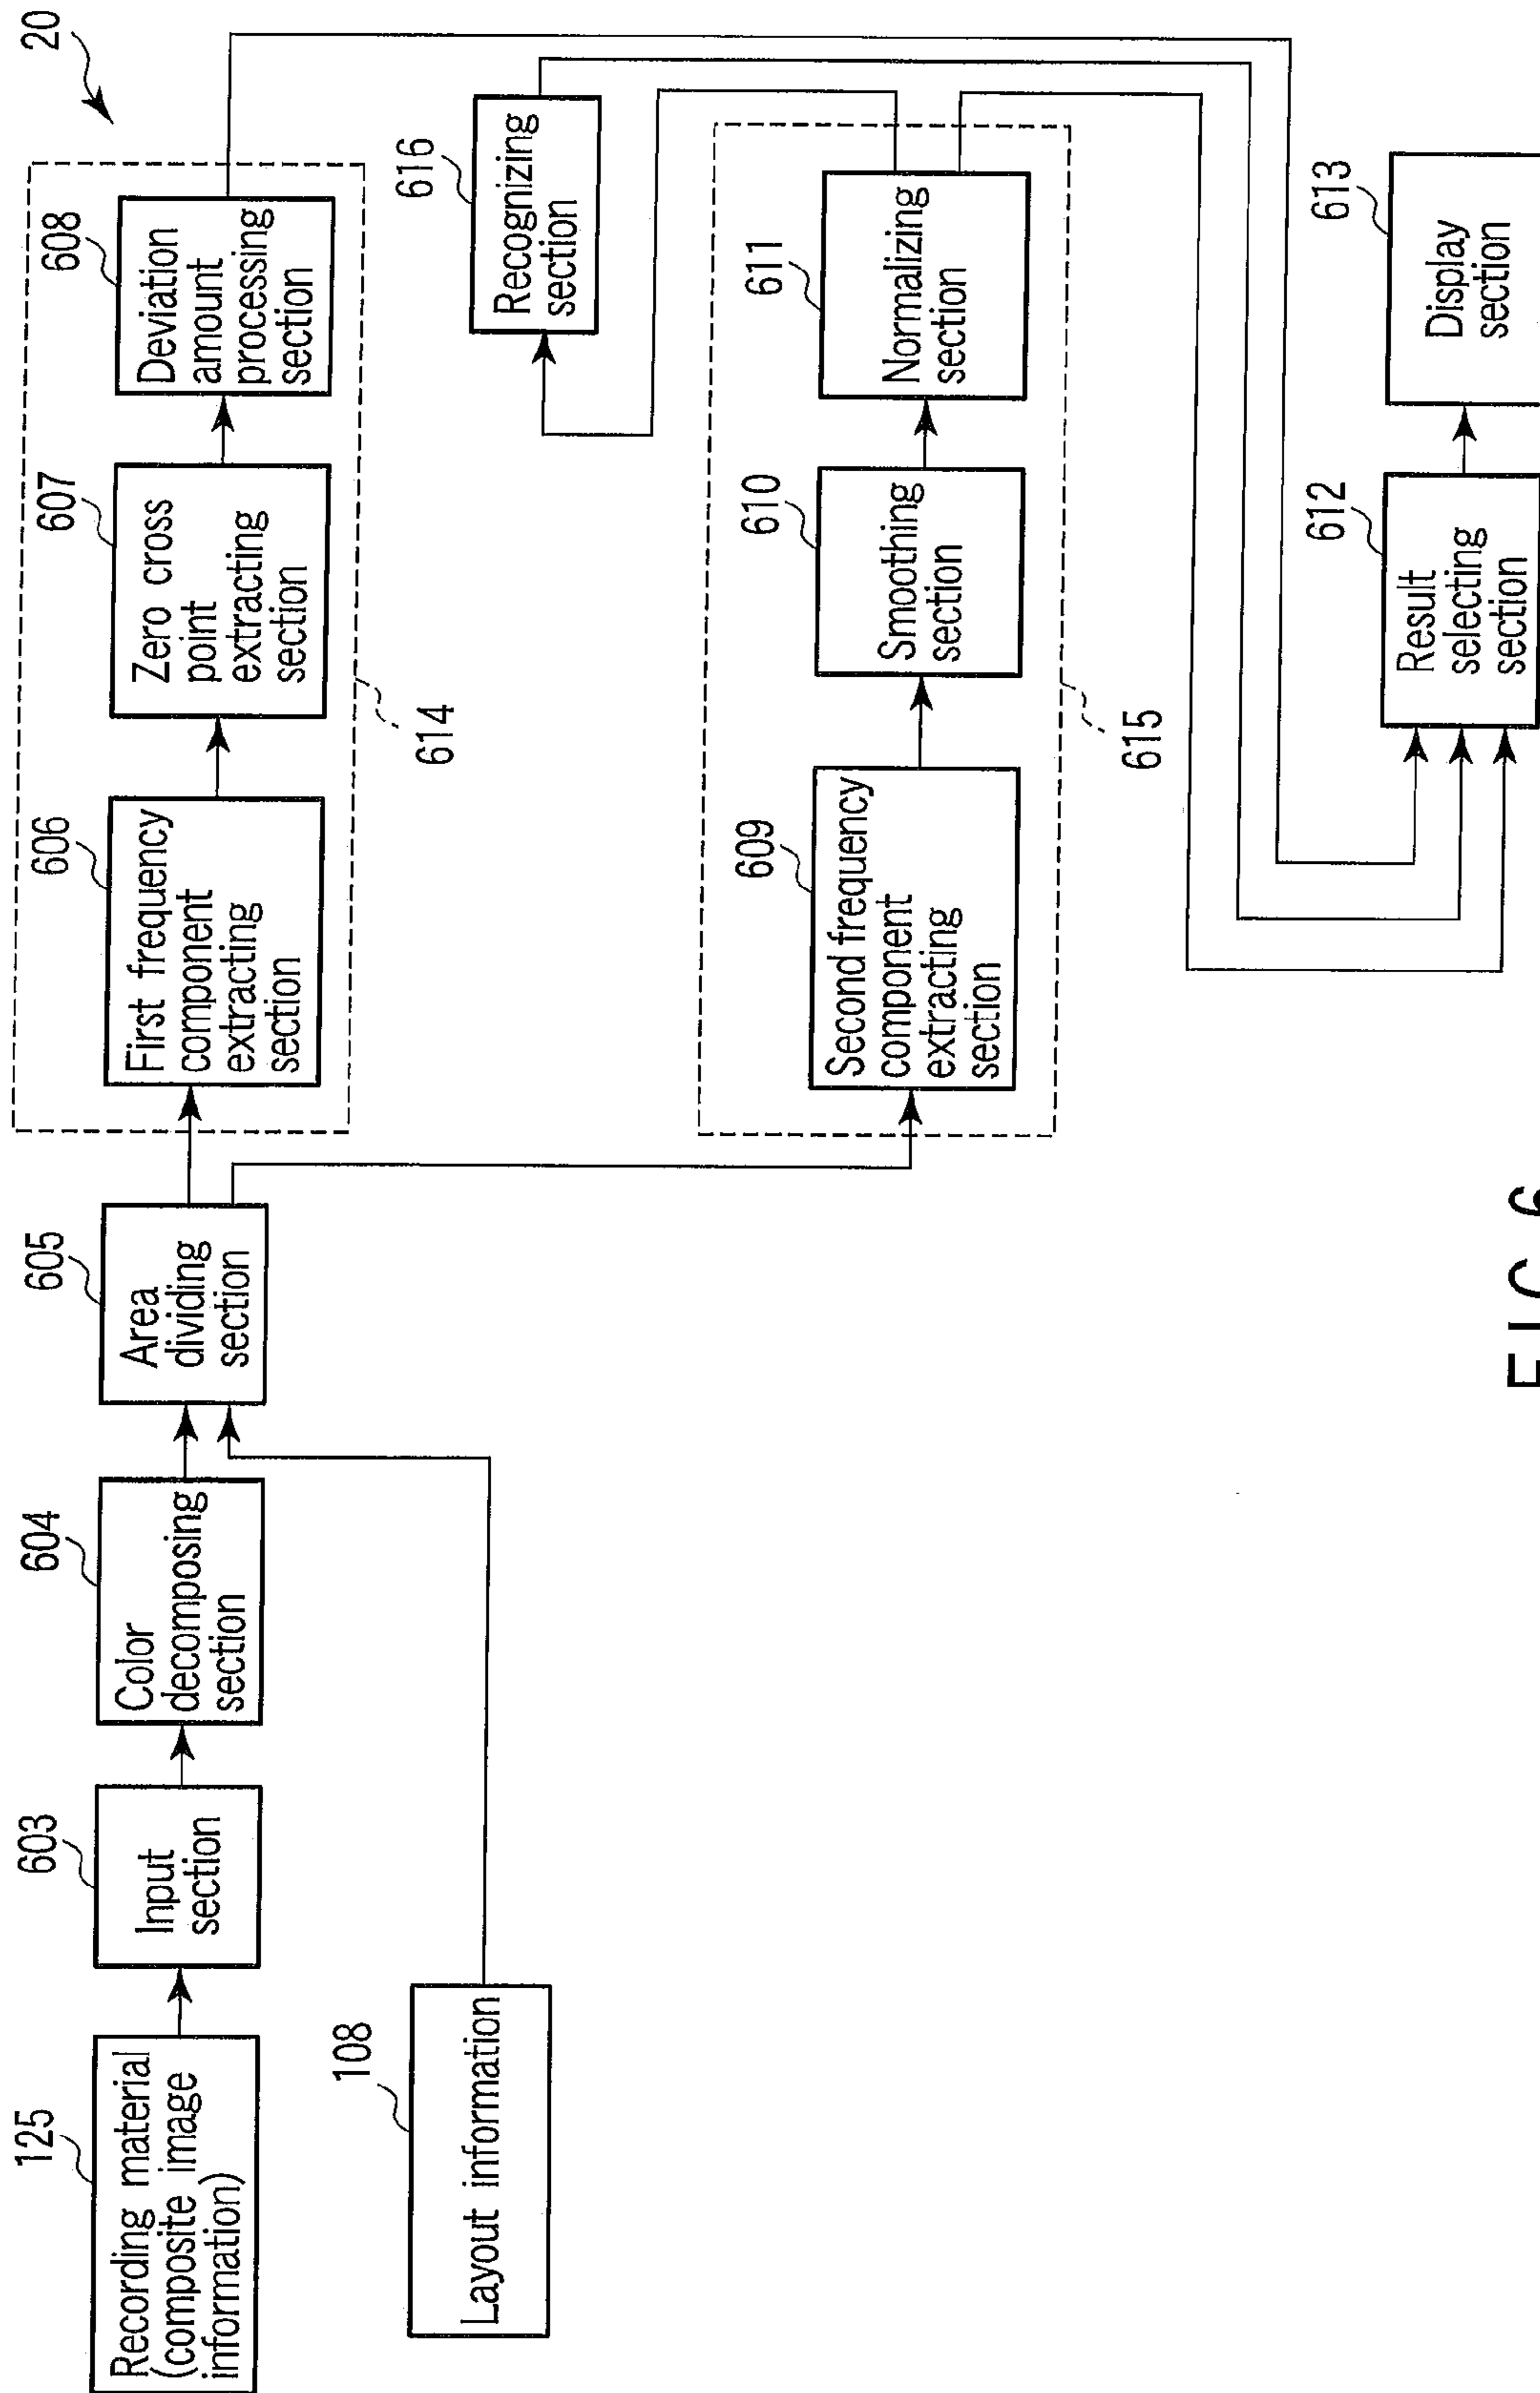 20
125
Recording material
(composite image
information)
603
Input
section
604
Color
decomposing
section
605
Area
dividing
section
606
First frequency
component
extracting
section
607
Zero cross
point
extracting
section
608
Deviation
amount
processing
section
614
108
Layout information
616
Recognizing
section
609
Second frequency
component
extracting
section
610
Smoothing
section
611
Normalizing
section
615
612
Result
selecting
section
613
Display
section